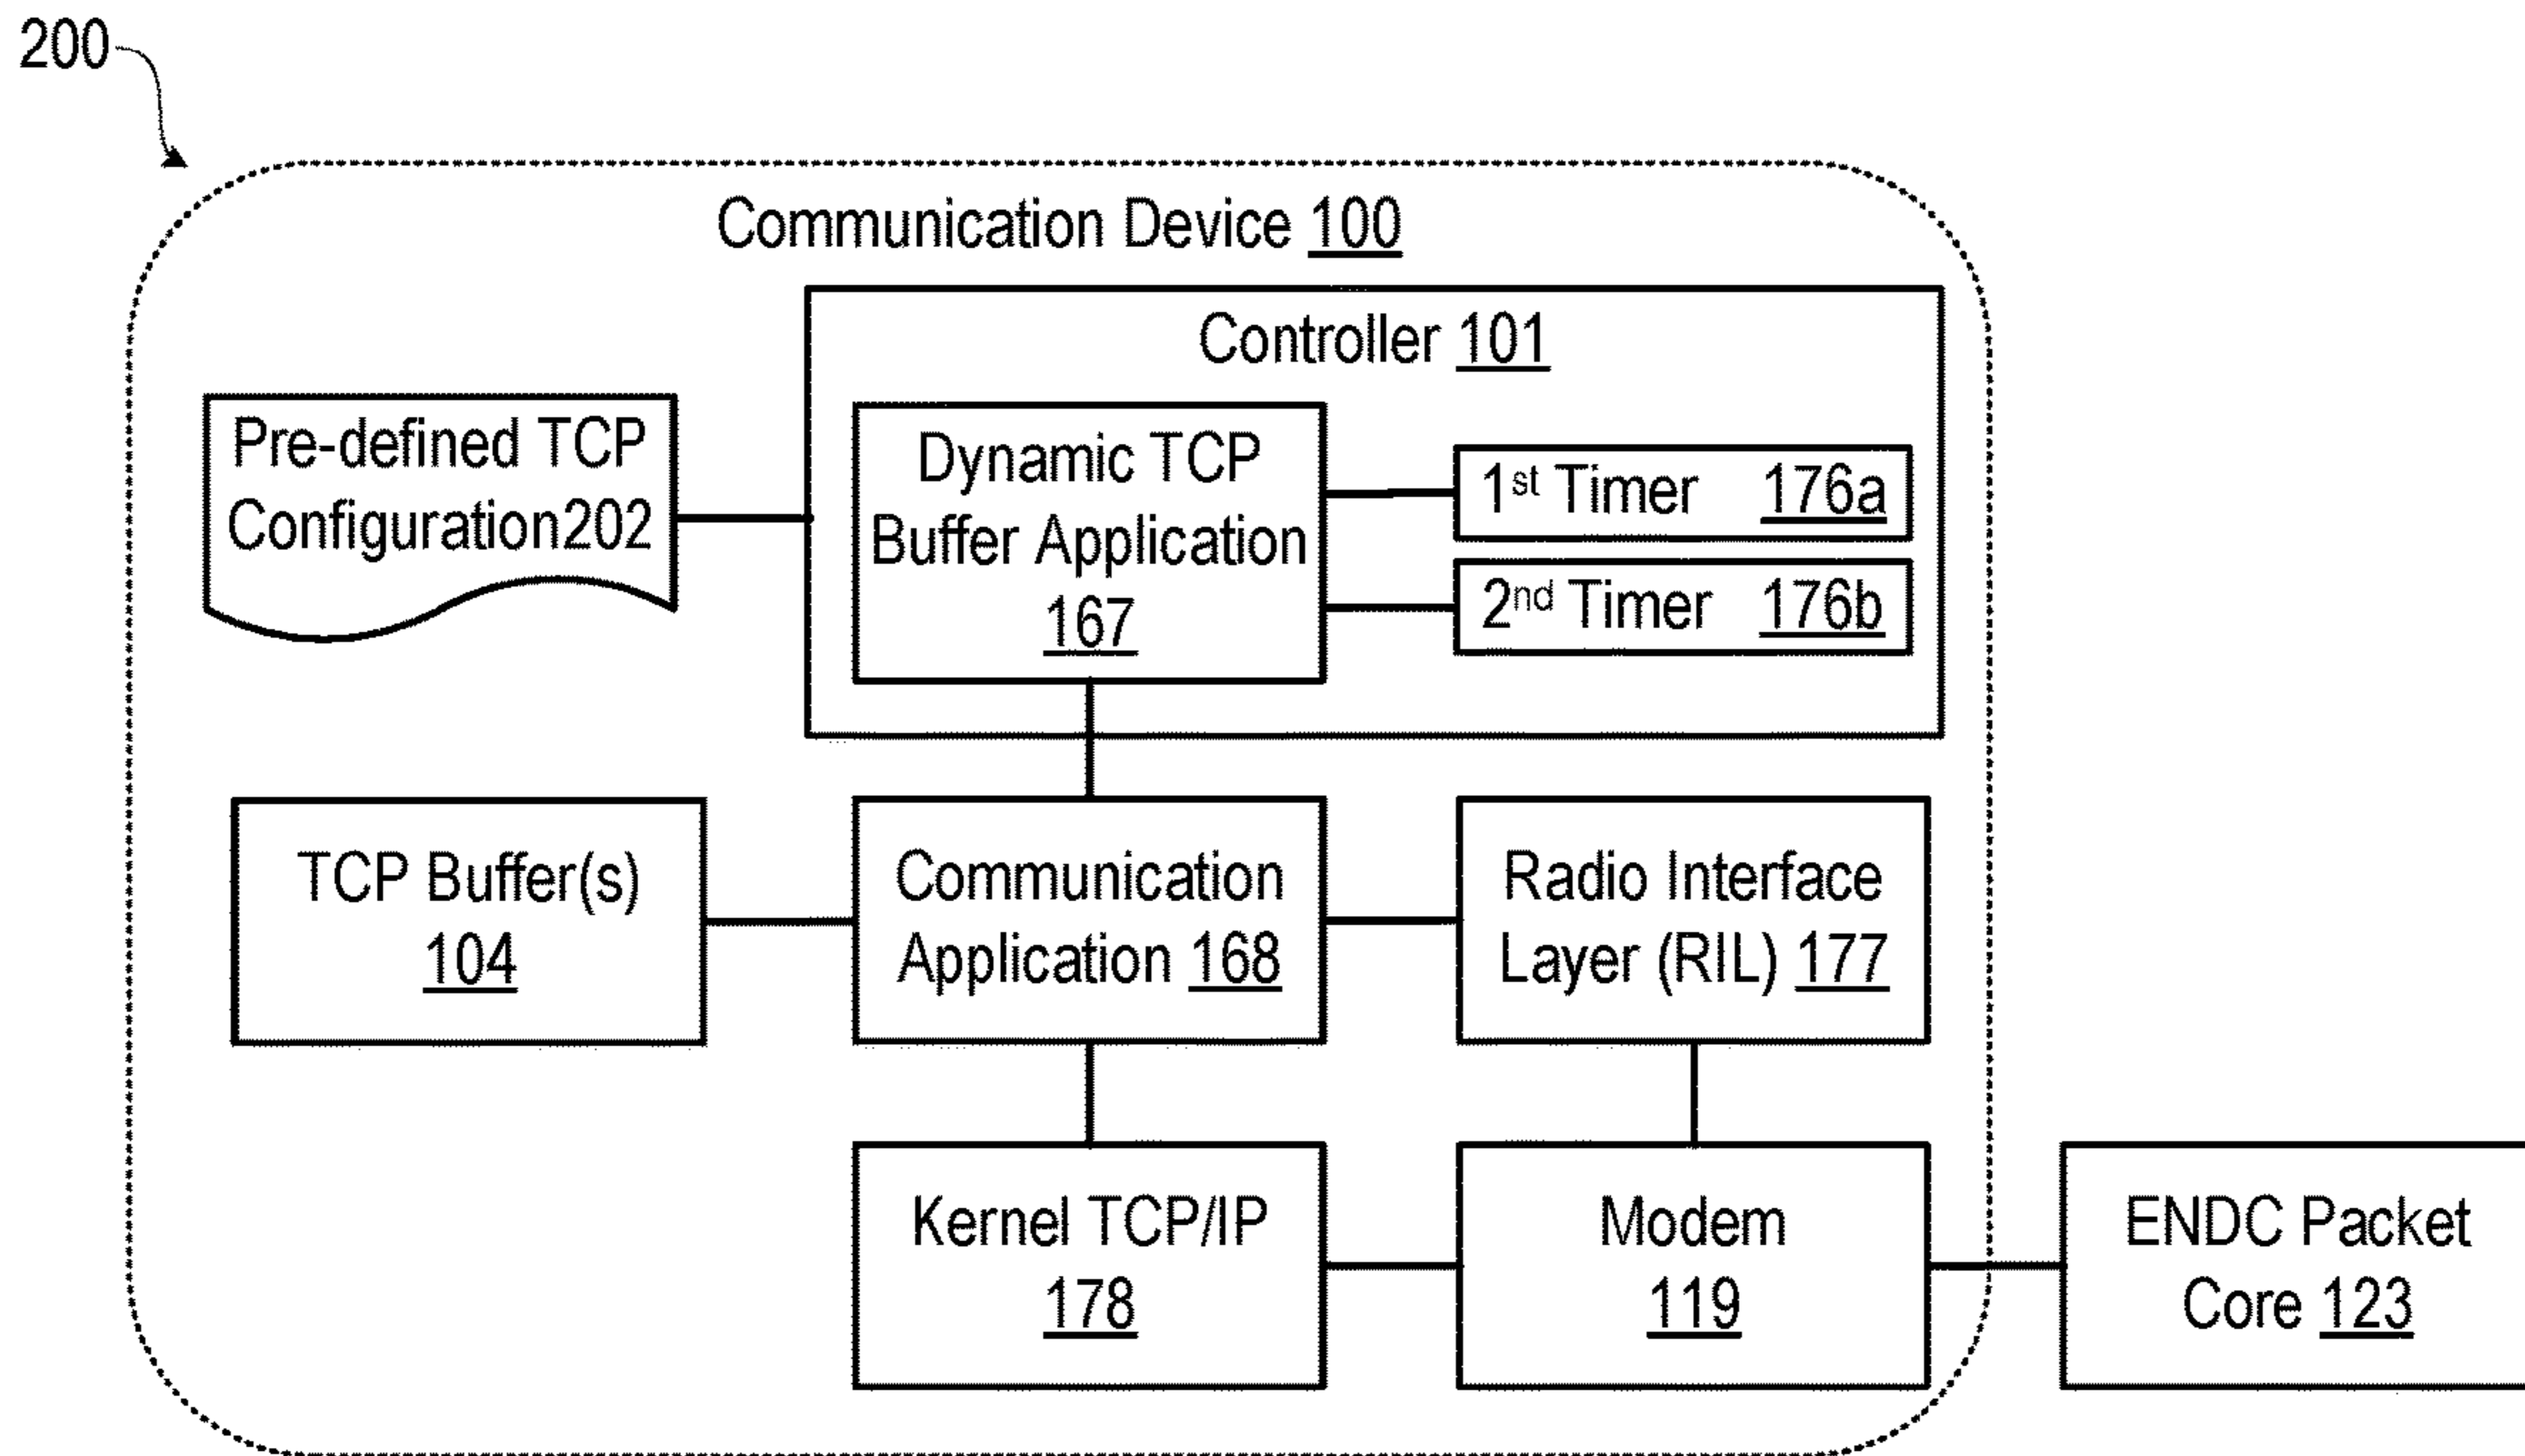 200
Communication Device 100
Controller 101
Pre-defined TCP
Configuration202
Dynamic TCP
Buffer Application
167
1st Timer 176a
2nd Timer 176b
TCP Buffer(s)
104
Communication
Application 168
Radio Interface
Layer (RIL) 177
Kernel TCP/IP
178
Modem
119
ENDC Packet
Core 123